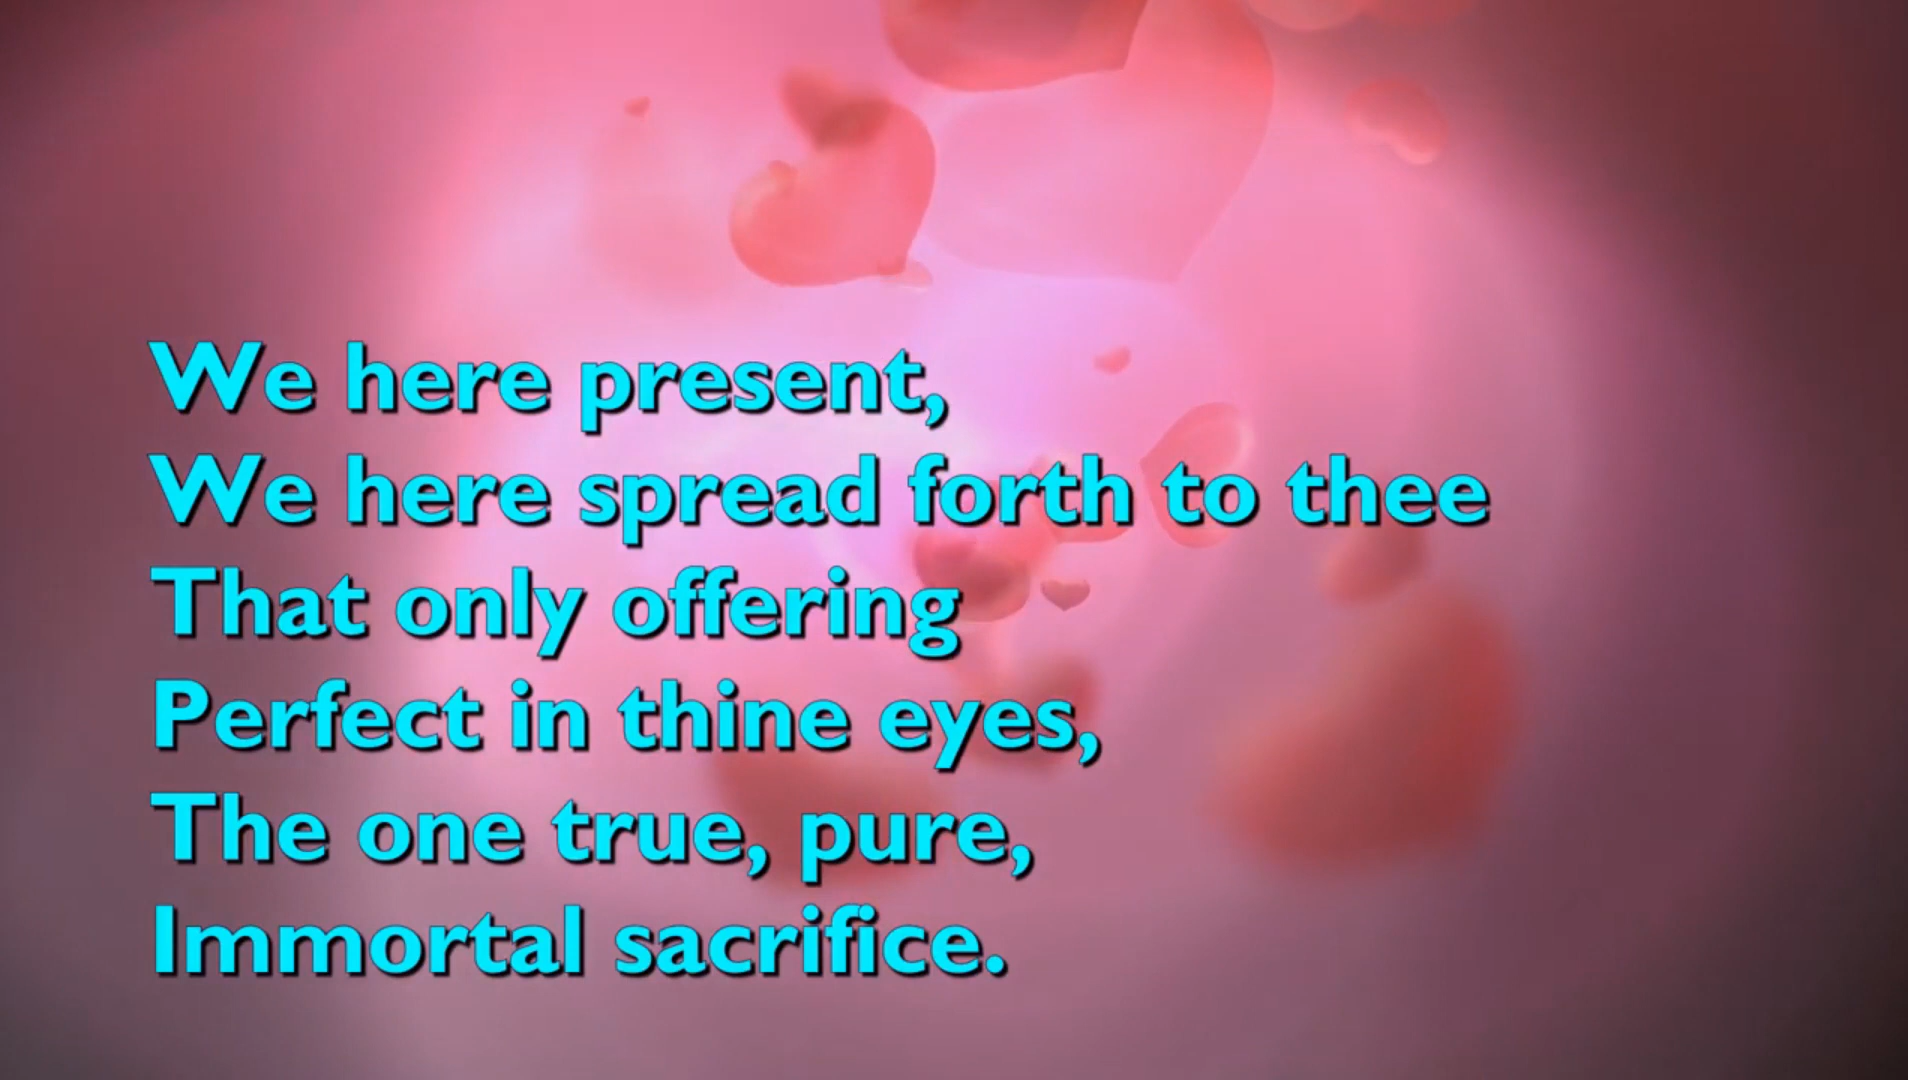 We here present,
We here spread forth to thee
That only offering
Perfect in thine eyes,
The one true, pure,
Immortal sacrifice.